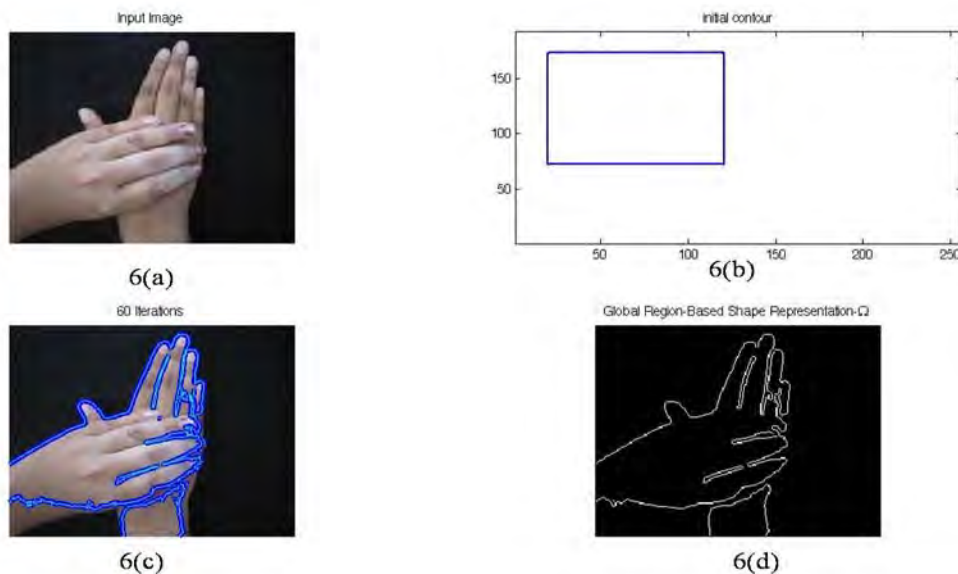 Input Image
initial contour
150
100
50
50
100
150
200
250
6(a)
6(b)
60 Iterations
Global Region-Based Shape Representation-Ω
6(c)
6(d)